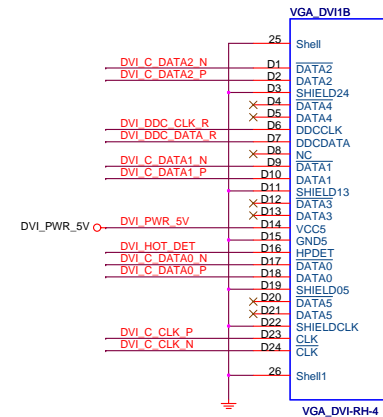 VGA_DVI1B
25 Shell
DVI_C_DATA2_N D1 DATA2
DVI_C_DATA2_P D2 DATA2
D3 SHIELD24
D4 DATA4
D5 DATA4
DVI_DDC_CLK_R D6 DDCCLK
DVI_DDC_DATA_R D7 DDCDATA
D8 NC
DVI_C_DATA1_N D9 DATA1
DVI_C_DATA1_P D10 DATA1
D11 SHIELD13
D12 DATA3
D13 DATA3
DVI_PWR_5V DVI_PWR_5V D14 VCC5
D15 GND5
DVI_HOT_DET D16 HPDET
DVI_C_DATA0_N D17 DATA0
DVI_C_DATA0_P D18 DATA0
D19 SHIELD05
D20 DATA5
D21 DATA5
D22 SHIELDCLK
DVI_C_CLK_P D23 CLK
DVI_C_CLK_N D24 CLK
26 Shell1
VGA_DVI-RH-4